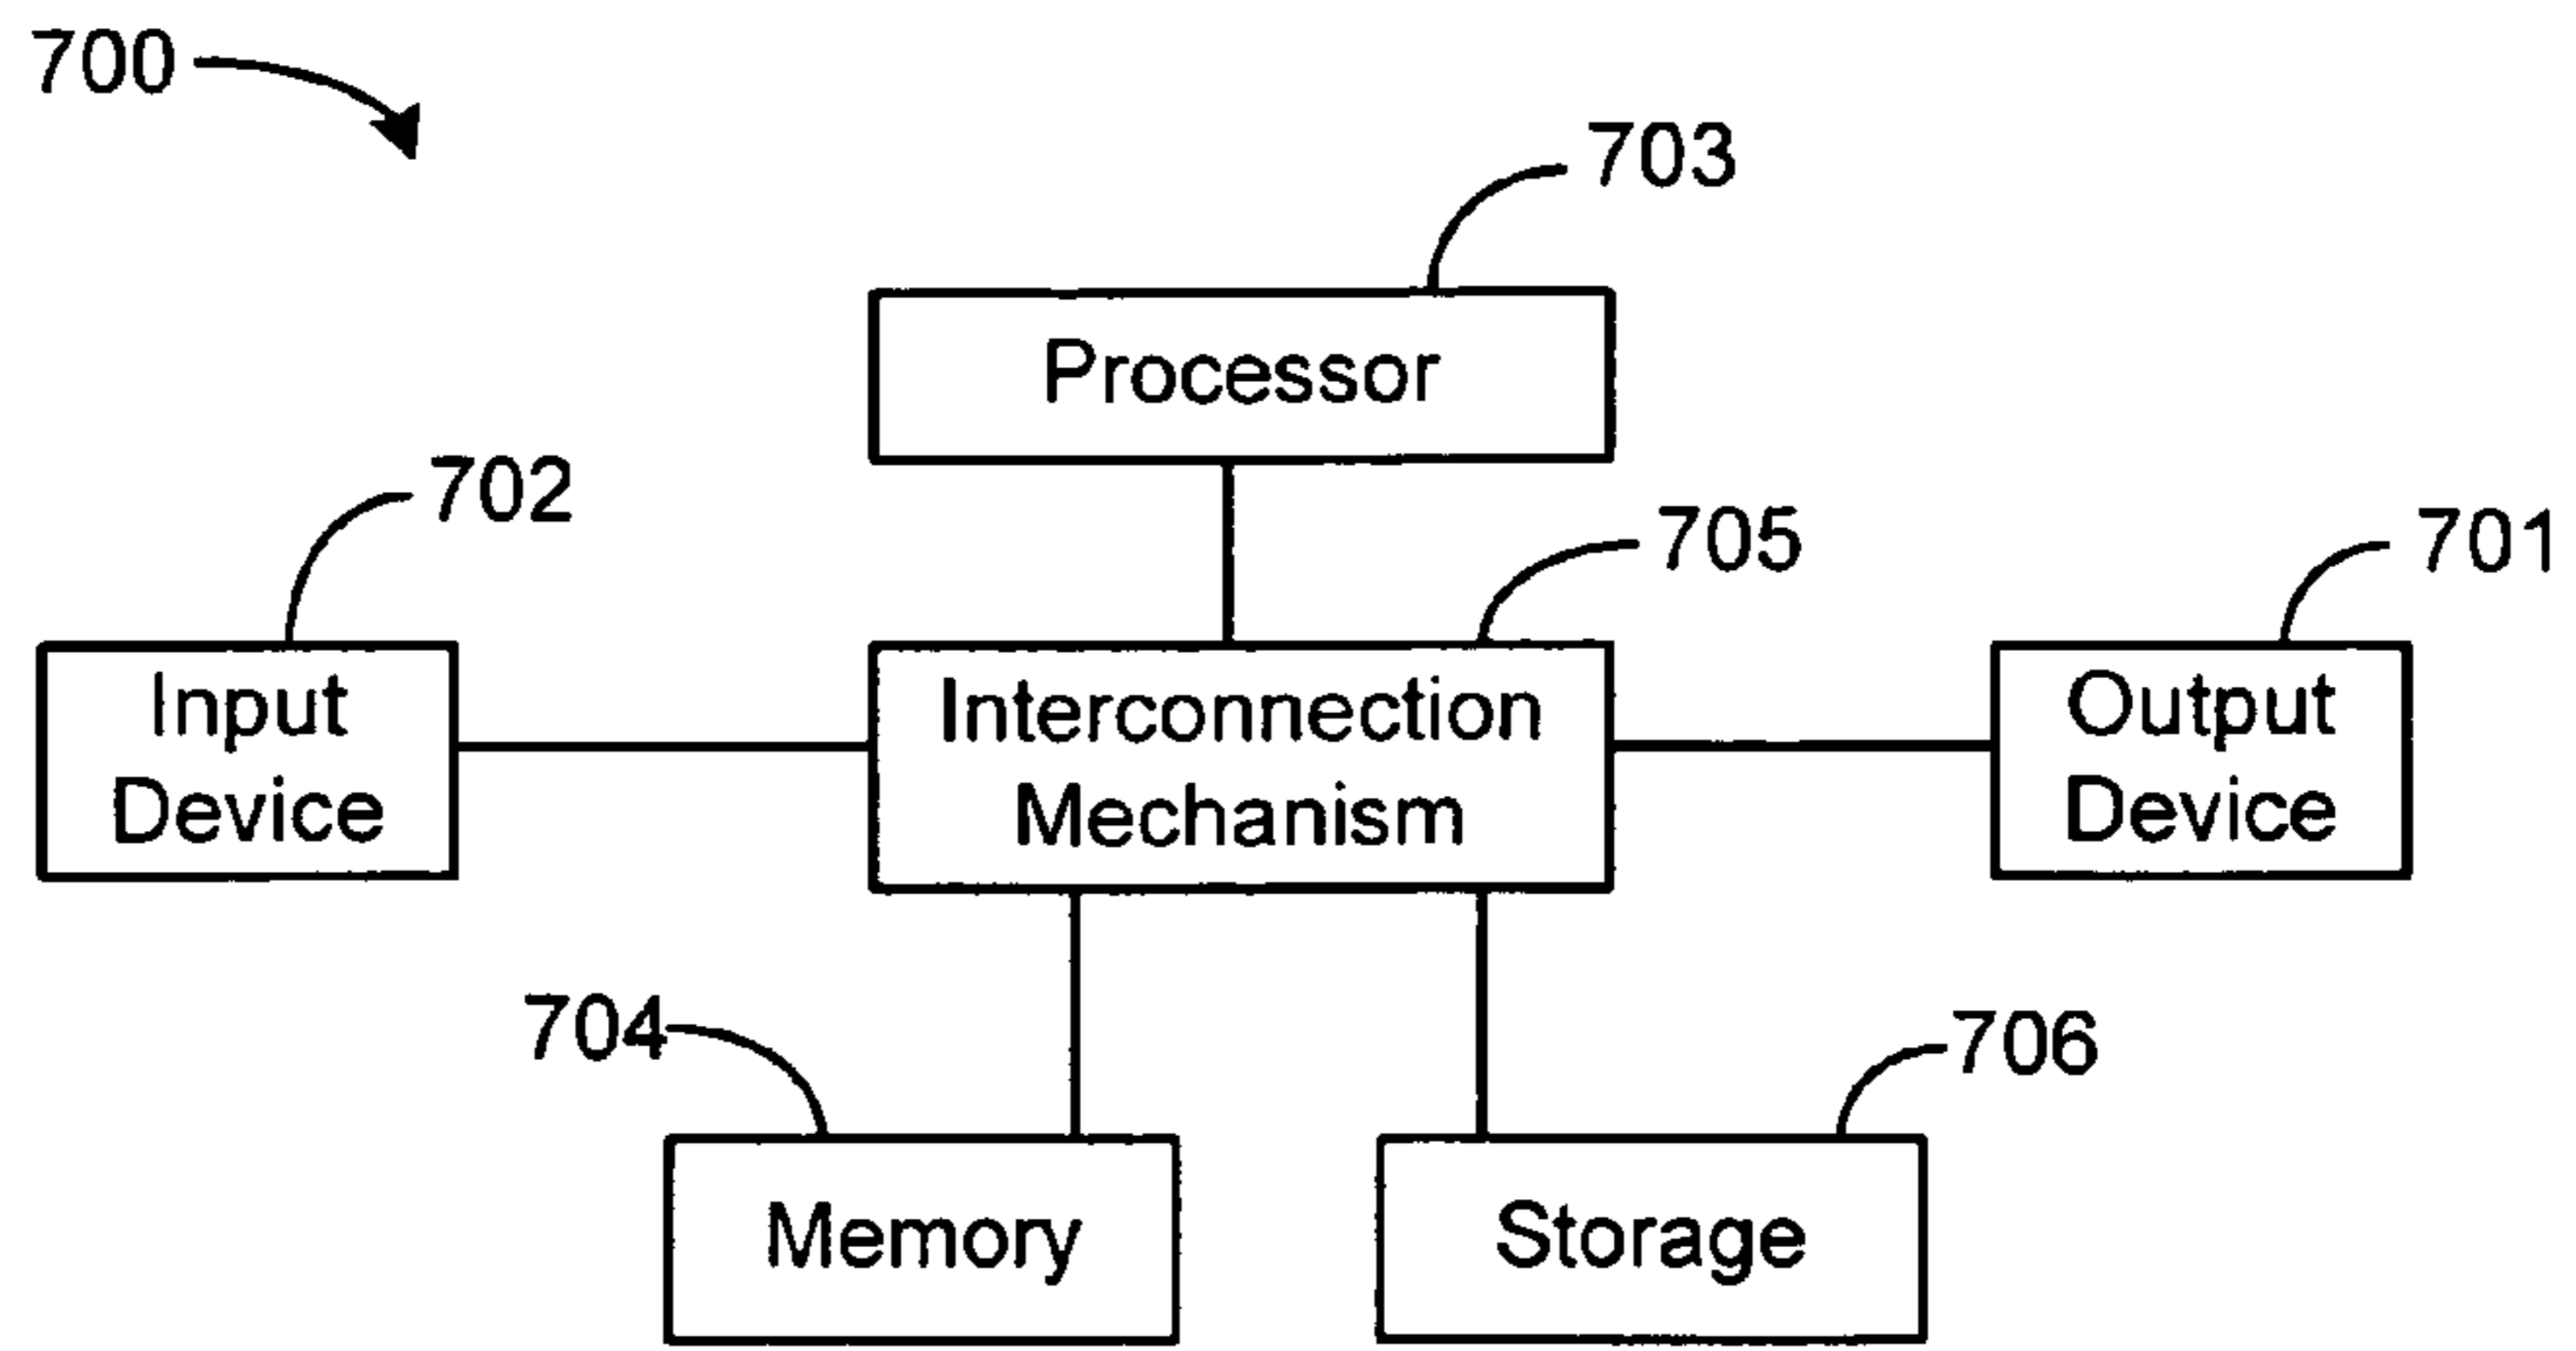 700
703
Processor
702
705
701
Input
Device
Interconnection
Mechanism
Output
Device
704
706
Memory
Storage